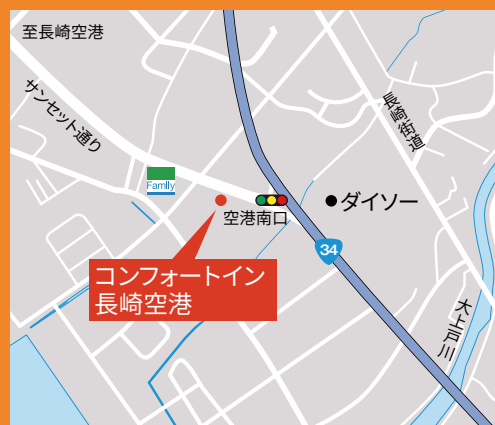 至長崎空港
サンセット通り
長崎街道
Family
ダイソー
空港南口
34
コンフォートイン
長崎空港
大上戸川